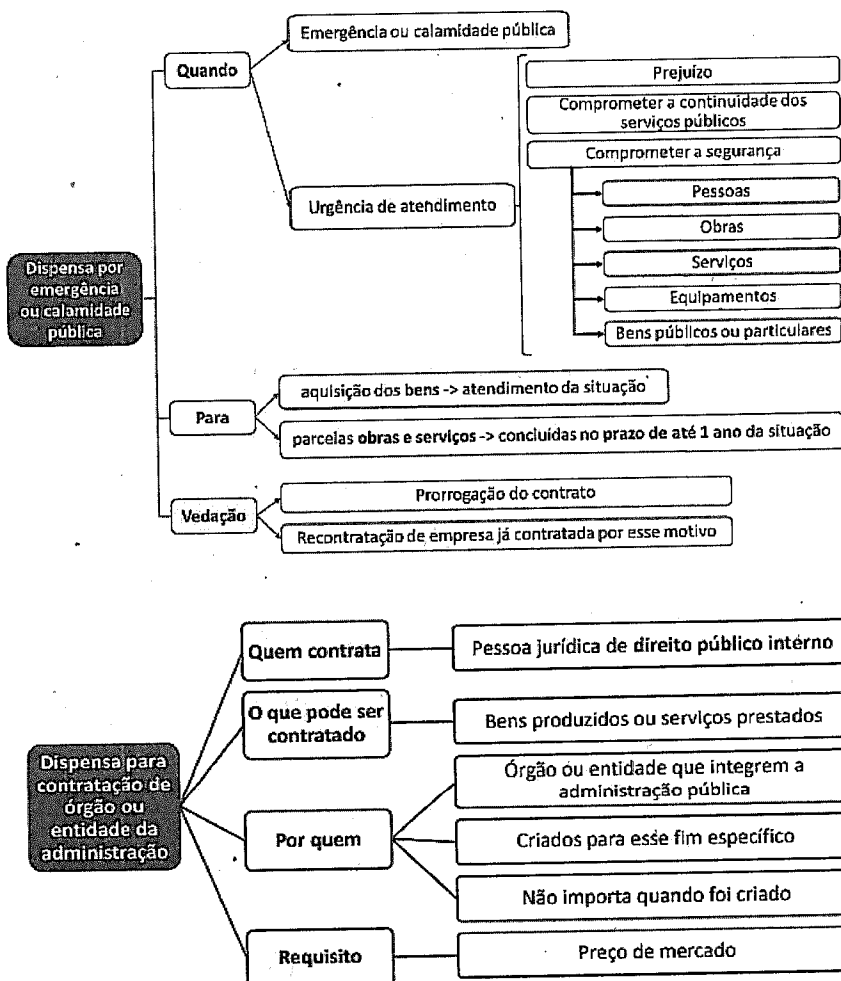 Emergência ou calamidade pública
Quando
Prejuízo
Comprometer a continuidade dos
serviços públicos
Comprometer a segurança
Urgência de atendimento
Pessoas
Obras
Serviços
Equipamentos
Bens públicos ou particulares
Dispensa por
emergência
ou calamidade
pública
Para
aquisição dos bens -> atendimento da situação
parcelas obras e serviços -> concluídas no prazo de até 1 ano da situação
Vedação
Prorrogação do contrato
Recontratação de empresa já contratada por esse motivo
Dispensa para
contratação de
órgão ou
entidade da
administração
Quem contrata
Pessoa jurídica de direito público interno
O que pode ser
contratado
Bens produzidos ou serviços prestados
Por quem
Órgão ou entidade que integrem a
administração pública
Criados para esse fim específico
Não importa quando foi criado
Requisito
Preço de mercado